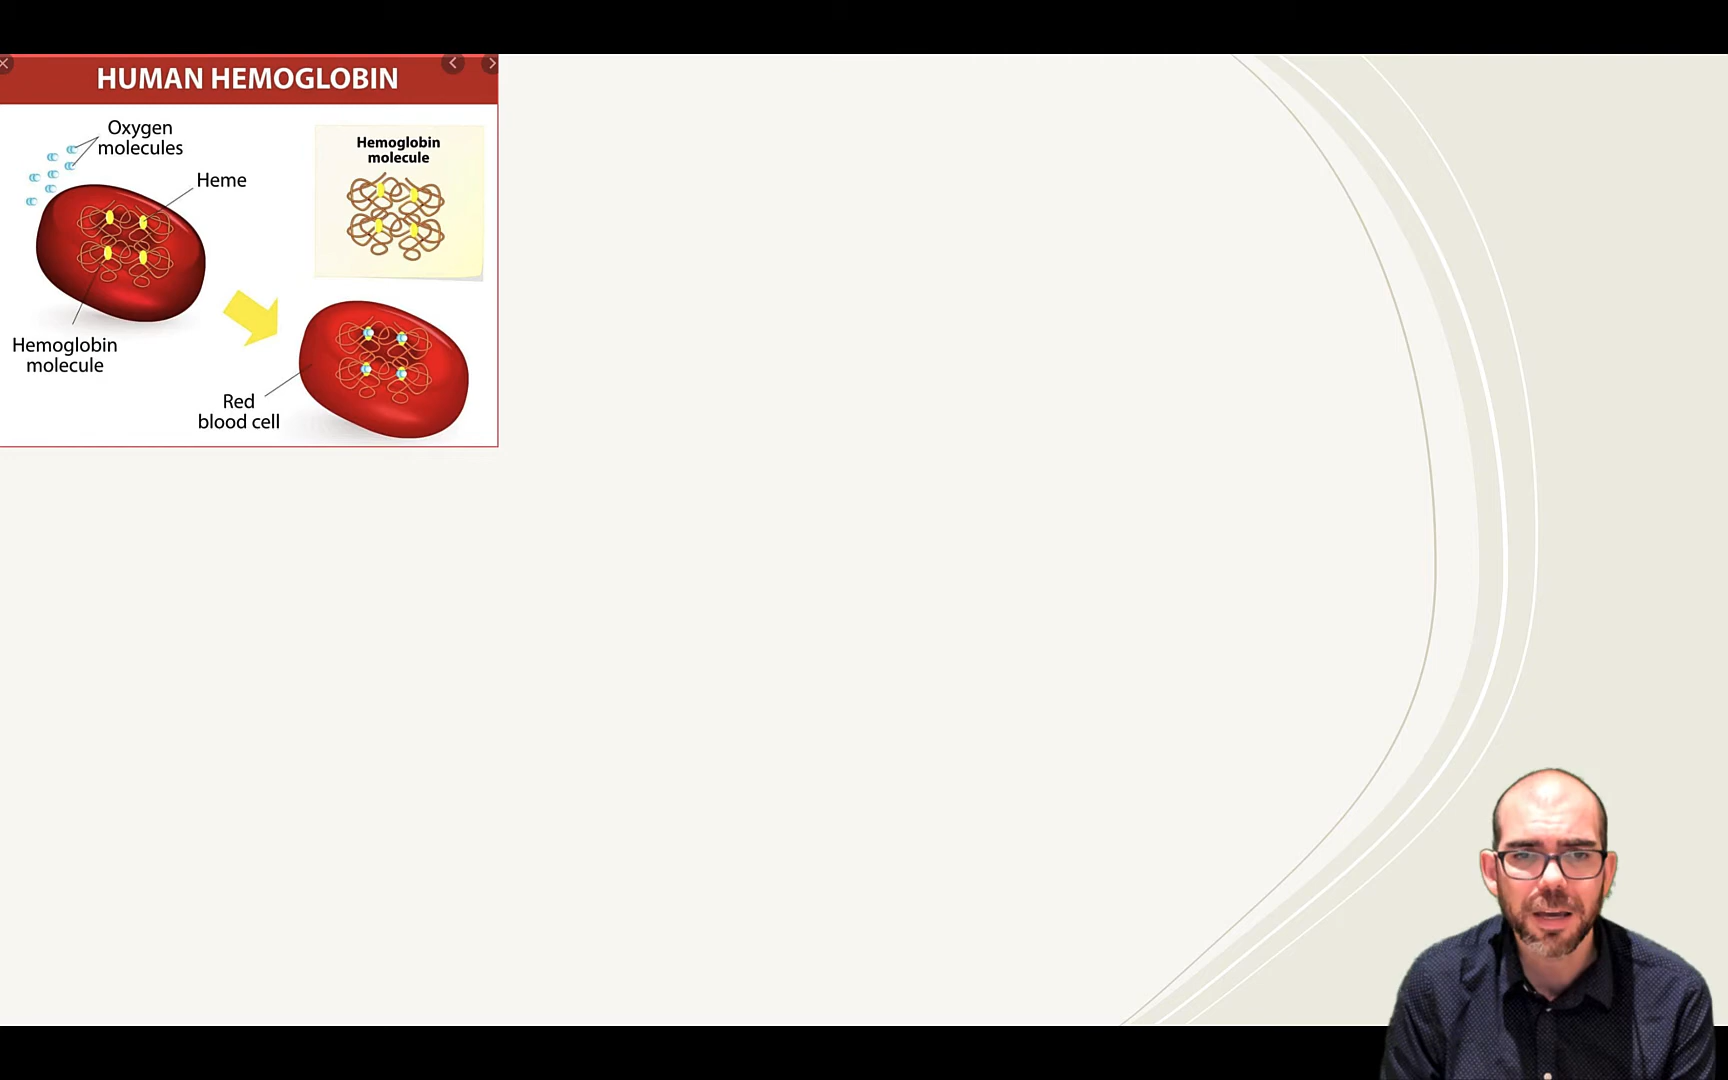 HUMAN HEMOGLOBIN
Oxygen
molecules
Heme
Hemoglobin
molecule
Hemoglobin
molecule
Red
blood cell